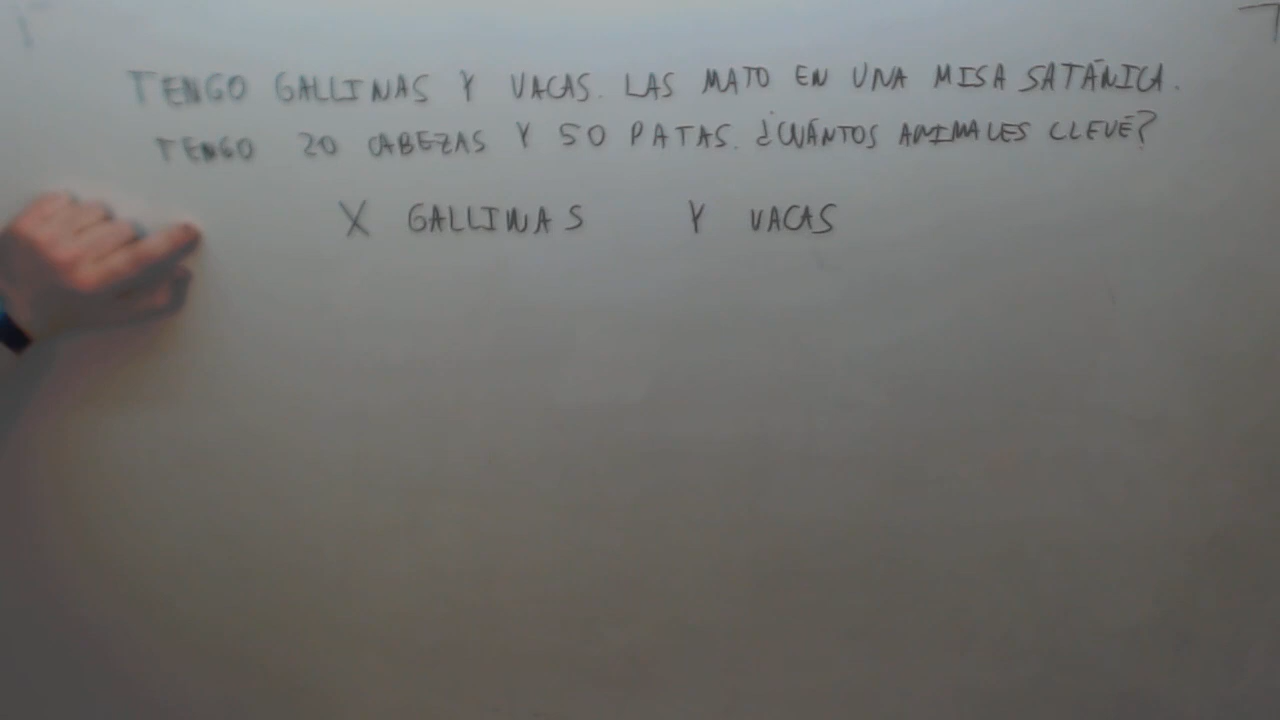 TENGO GALLINAS Y VACAS. LAS MATO EN UNA MISA SATÁNICA.
TENGO 20 CABEZAS Y 50 PATAS. ¿CUÁNTOS ANIMALES CLEVÉ?
X GALLINAS Y VACAS